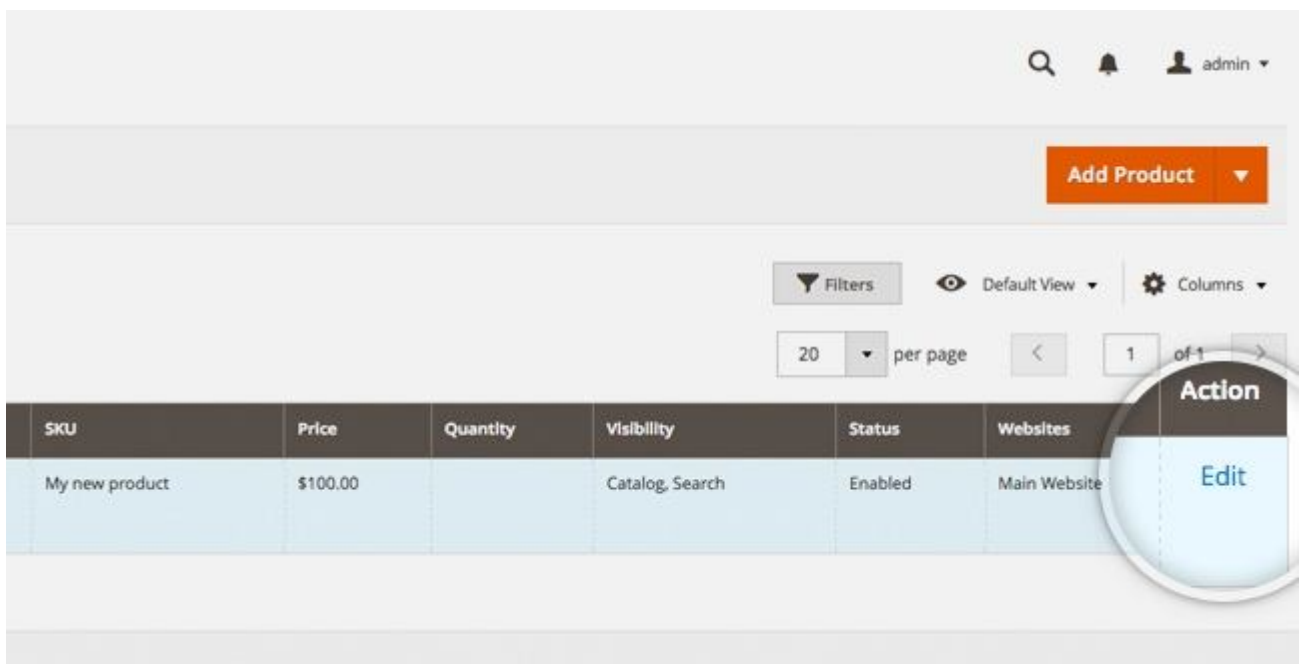 admin
Add Product
Filters Default View Columns
20 per page 1 of 1
SKU Price Quantity Visibility Status Websites Action
My new product $100.00 Catalog, Search Enabled Main Website Edit